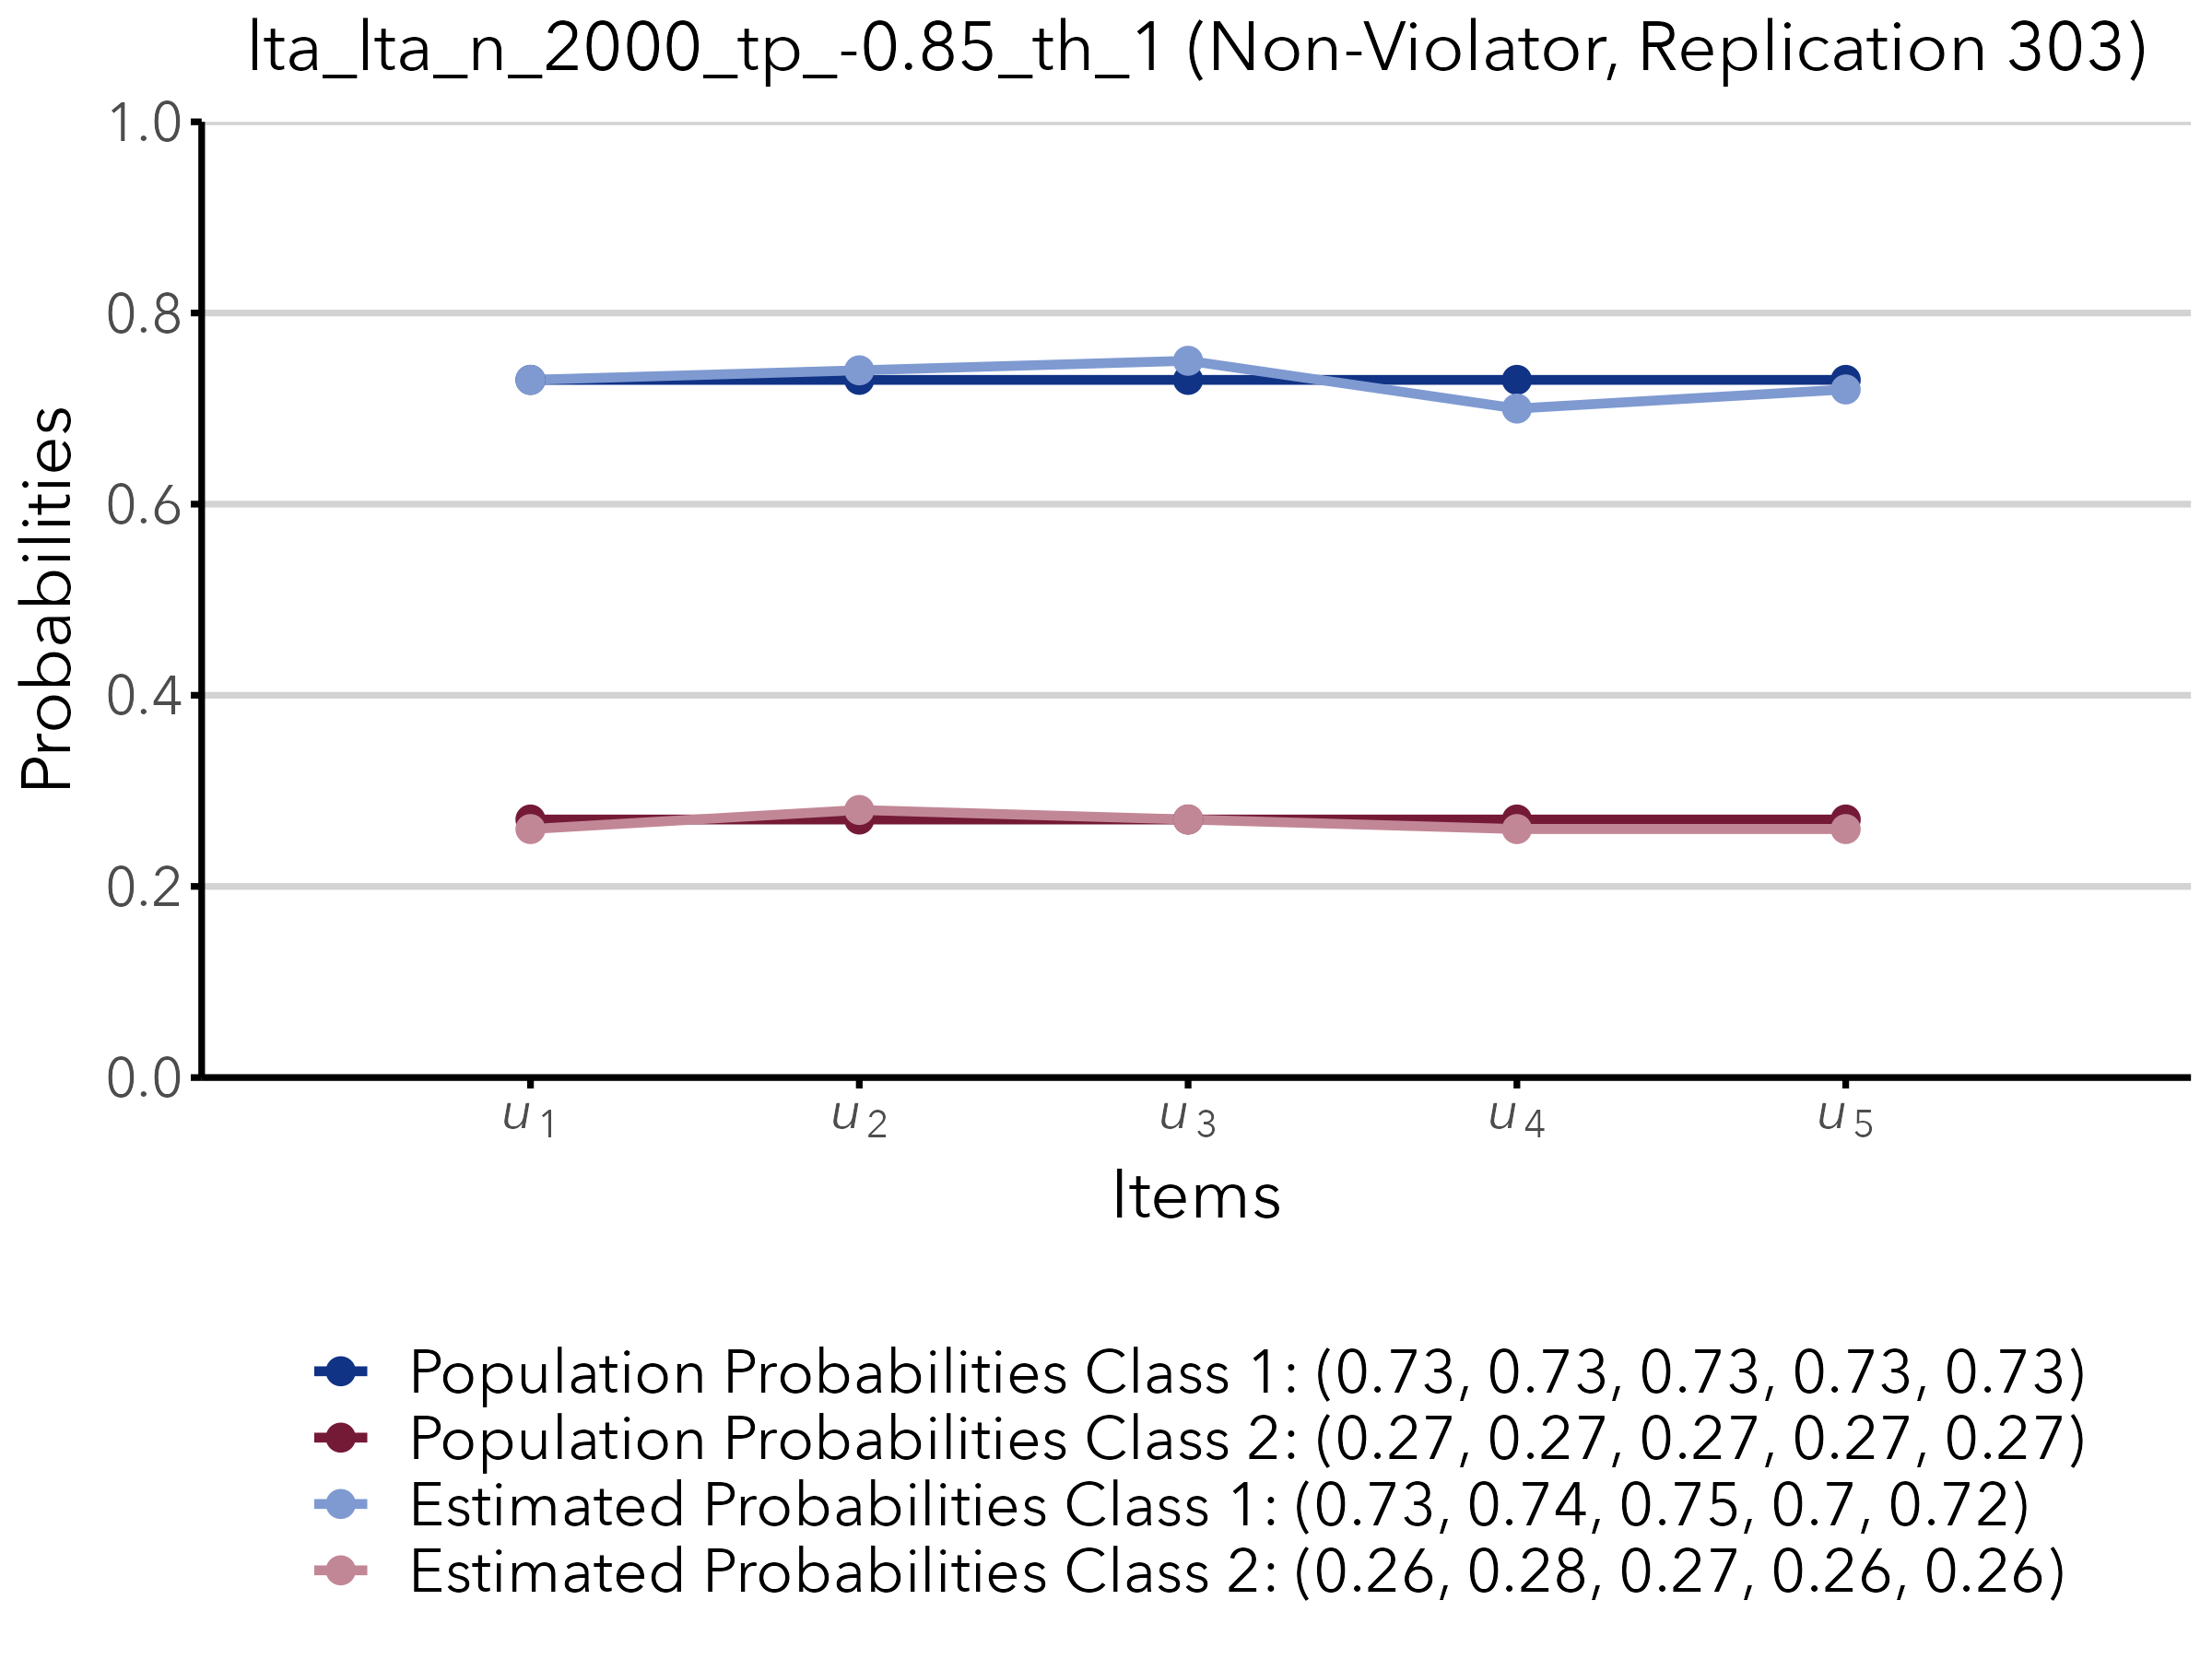 lta_lta_n_2000_tp_-0.85_th_1 (Non-Violator, Replication 303)
1.0
0.8
0.6
0.4
0.2
0.0
Probabilities
u1
u2
u3
u4
u5
Items
Population Probabilities Class 1: (0.73, 0.73, 0.73, 0.73, 0.73)
Population Probabilities Class 2: (0.27, 0.27, 0.27, 0.27, 0.27)
Estimated Probabilities Class 1: (0.73, 0.74, 0.75, 0.7, 0.72)
Estimated Probabilities Class 2: (0.26, 0.28, 0.27, 0.26, 0.26)